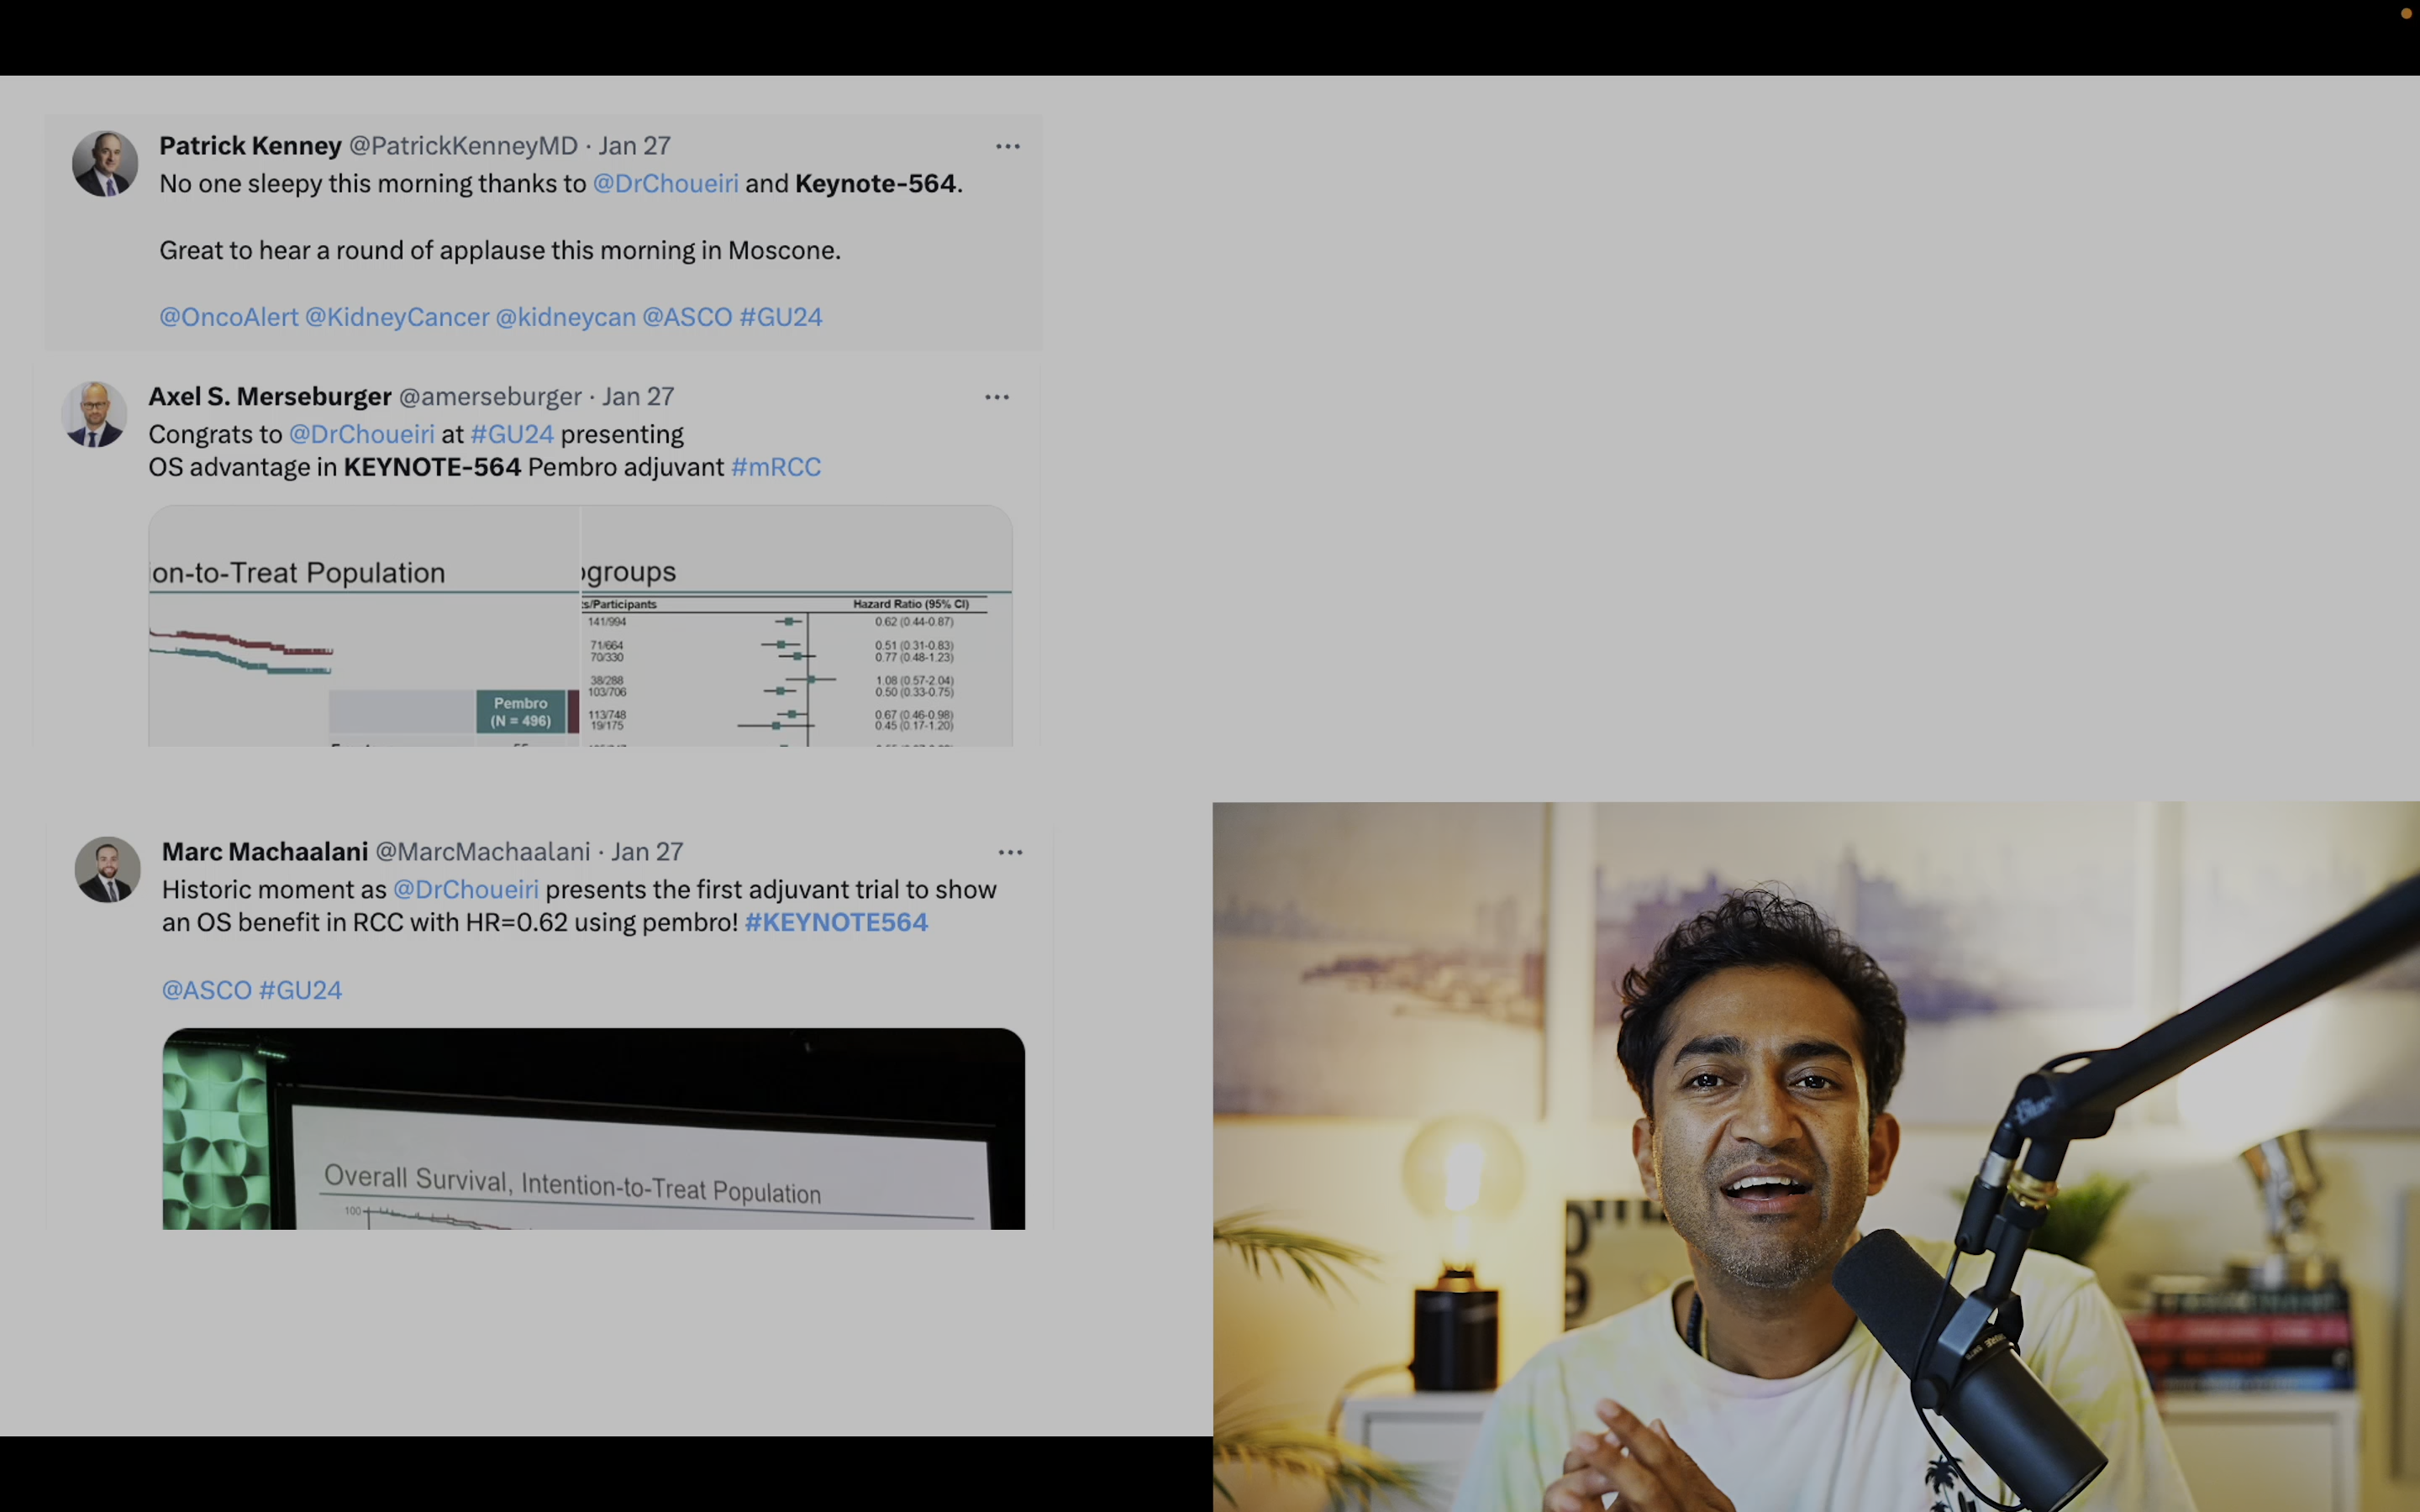 Patrick Kenney @PatrickKenneyMD · Jan 27
No one sleepy this morning thanks to @DrChoueiri and Keynote-564.
Great to hear a round of applause this morning in Moscone.
@OncoAlert @KidneyCancer @kidneycan @ASCO #GU24
Axel S. Merseburger @amerseburger · Jan 27
Congrats to @DrChoueiri at #GU24 presenting
OS advantage in KEYNOTE-564 Pembro adjuvant #mRCC
ion-to-Treat Population
Pembro
(N = 496)
ogroups
s/Participants Hazard Ratio (95% CI)
141/994 0.62 (0.44-0.87)
71/664 0.51 (0.31-0.83)
70/330 0.77 (0.48-1.23)
38/288 1.08 (0.57-2.04)
103/706 0.50 (0.33-0.75)
113/748 0.67 (0.46-0.98)
19/175 0.45 (0.17-1.20)
Marc Machaalani @MarcMachaalani · Jan 27
Historic moment as @DrChoueiri presents the first adjuvant trial to show
an OS benefit in RCC with HR=0.62 using pembro! #KEYNOTE564
@ASCO #GU24
Overall Survival, Intention-to-Treat Population
100